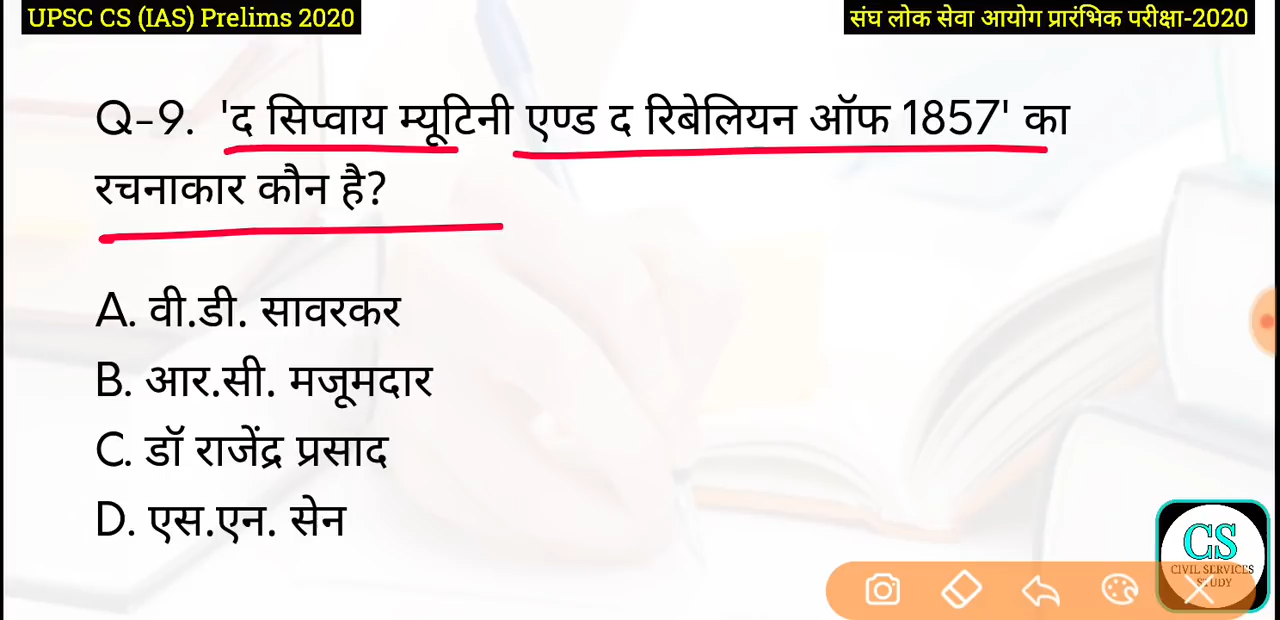 UPSC CS (IAS) Prelims 2020
संघ लोक सेवा आयोग प्रारंभिक परीक्षा-2020
Q-9. 'द सिप्वाय म्यूटिनी एण्ड द रिबेलियन ऑफ 1857' का
रचनाकार कौन है?
A. वी.डी. सावरकर
B. आर.सी. मजूमदार
C. डॉ राजेंद्र प्रसाद
D. एस.एन. सेन
CS
CIVIL SERVICES
STUDY